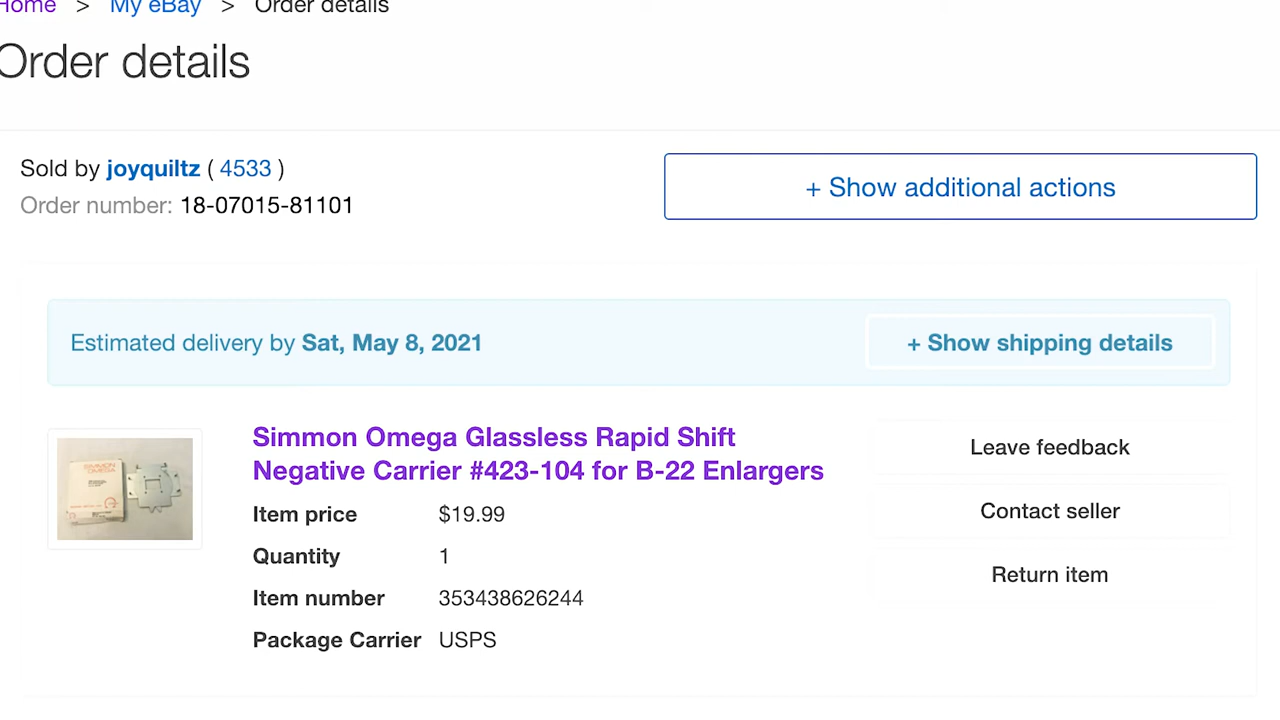 Home > My eBay > Order details
Order details
Sold by joyquiltz ( 4533 )
Order number: 18-07015-81101
+ Show additional actions
Estimated delivery by Sat, May 8, 2021
+ Show shipping details
SIMMON
OMEGA
Simmon Omega Glassless Rapid Shift
Negative Carrier #423-104 for B-22 Enlargers
Item price $19.99
Quantity 1
Item number 353438626244
Package Carrier USPS
Leave feedback
Contact seller
Return item